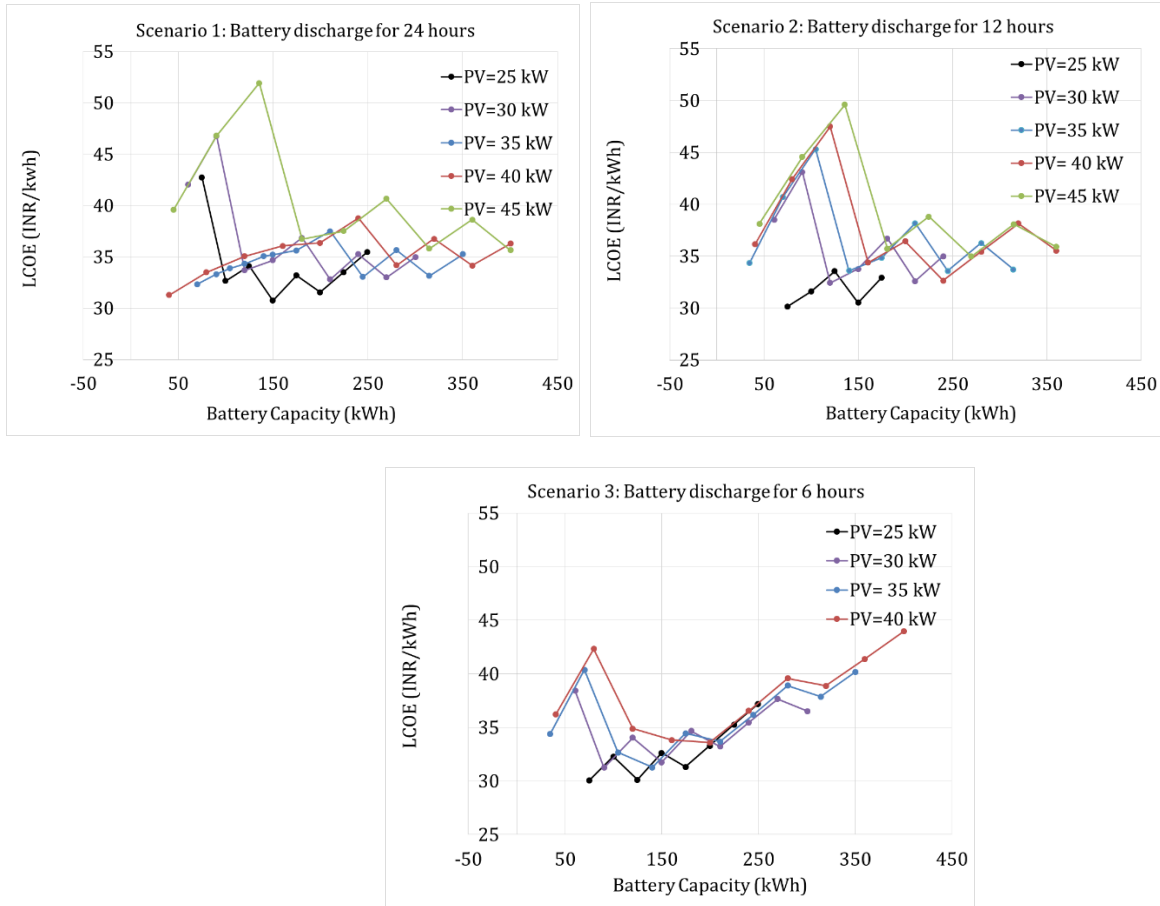 Scenario 1: Battery discharge for 24 hours
55
50
45
40
35
30
25
-50 50 150 250 350 450
LCOE (INR/kwh)
Battery Capacity (kWh)
PV=25 kW
PV=30 kW
PV= 35 kW
PV= 40 kW
PV= 45 kW
Scenario 2: Battery discharge for 12 hours
55
50
45
40
35
30
25
-50 50 150 250 350 450
LCOE (INR/kWh)
Battery Capacity (kWh)
PV=25 kW
PV=30 kW
PV=35 kW
PV= 40 kW
PV= 45 kW
Scenario 3: Battery discharge for 6 hours
55
50
45
40
35
30
25
-50 50 150 250 350 450
LCOE (INR/kWh)
Battery Capacity (kWh)
PV=25 kW
PV=30 kW
PV= 35 kW
PV=40 kW